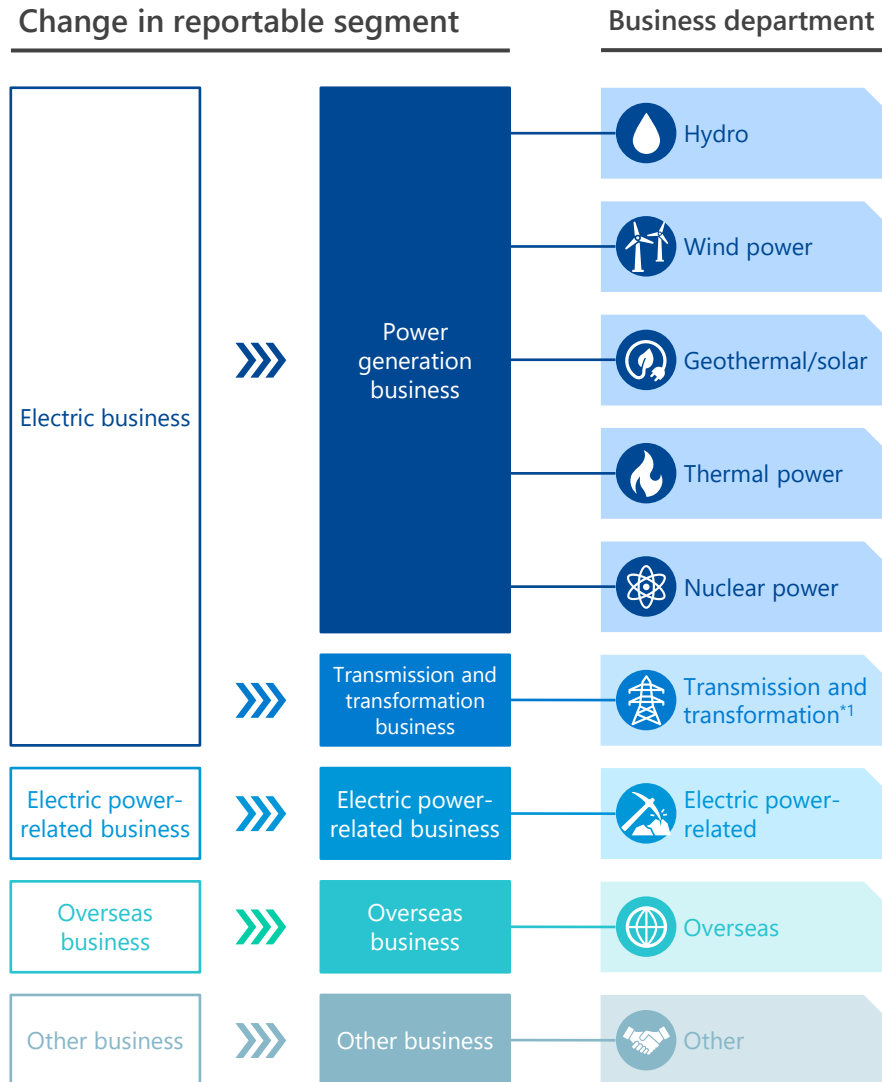 Change in reportable segment
Business department
Electric business
Power
generation
business
Hydro
Wind power
Geothermal/solar
Thermal power
Nuclear power
Transmission and
transformation
business
Transmission and
transformation*1
Electric power-
related business
Electric power-
related business
Electric power-
related
Overseas
business
Overseas
business
Overseas
Other business
Other business
Other